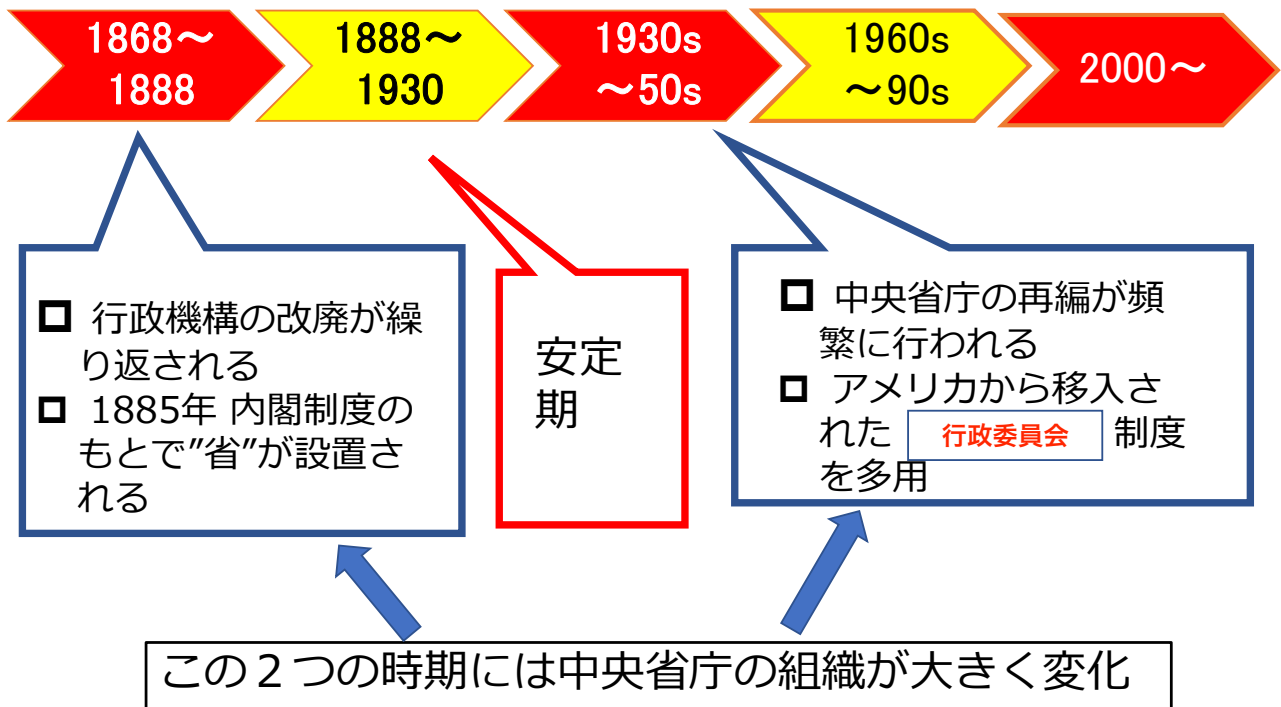 1868～
1888
1888～
1930
1930s
～50s
1960s
～90s
2000～
行政機構の改廃が繰
り返される
1885年 内閣制度の
もとで”省”が設置さ
れる
安定
期
中央省庁の再編が頻
繁に行われる
アメリカから移入さ
れた 行政委員会 制度
を多用
この２つの時期には中央省庁の組織が大きく変化